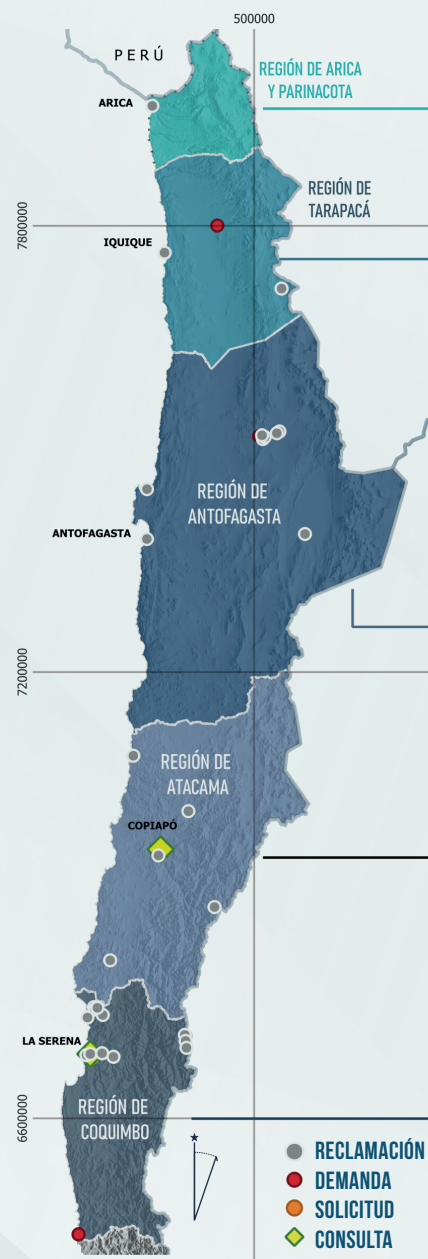 500000
PERÚ
REGIÓN DE ARICA
Y PARINACOTA
ARICA
REGIÓN DE
TARAPACÁ
7800000
IQUIQUE
REGIÓN DE
ANTOFAGASTA
ANTOFAGASTA
7200000
REGIÓN DE
ATACAMA
COPIAPÓ
LA SERENA
REGIÓN DE
COQUIMBO
6600000
RECLAMACIÓN
DEMANDA
SOLICITUD
CONSULTA